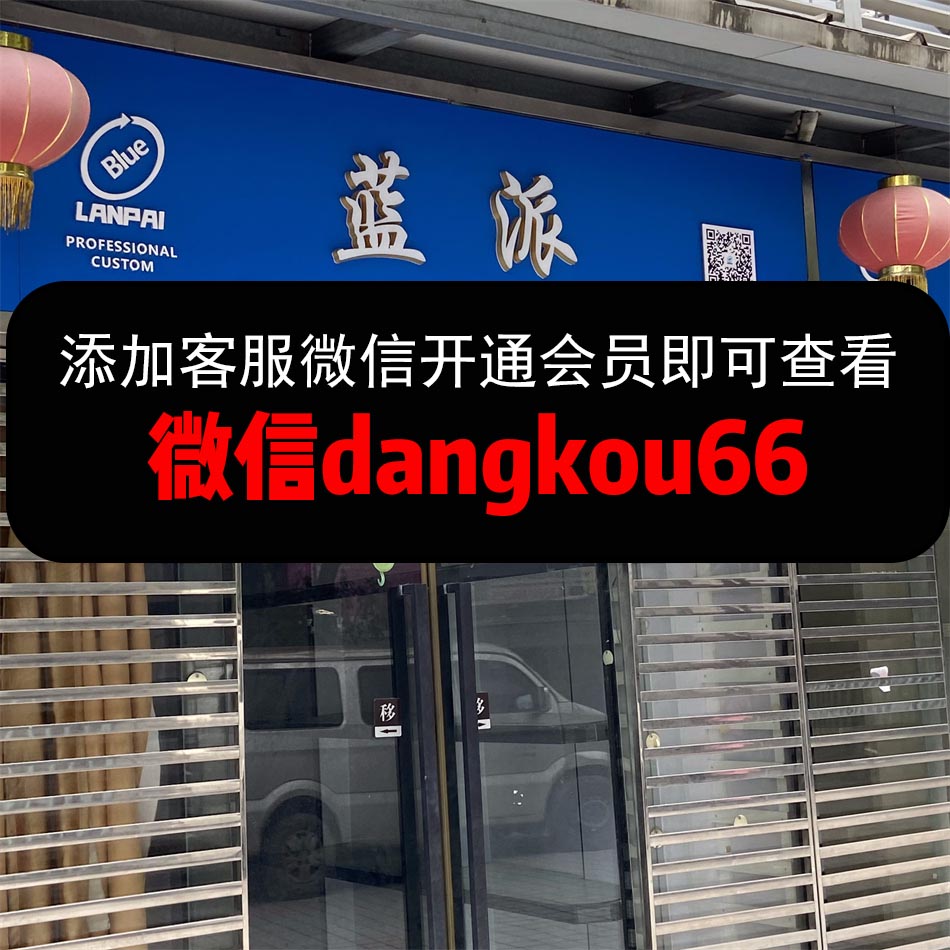 Blue
LANPAI
PROFESSIONAL
CUSTOM
蓝派
添加客服微信开通会员即可查看
微信dangkou66
移
移